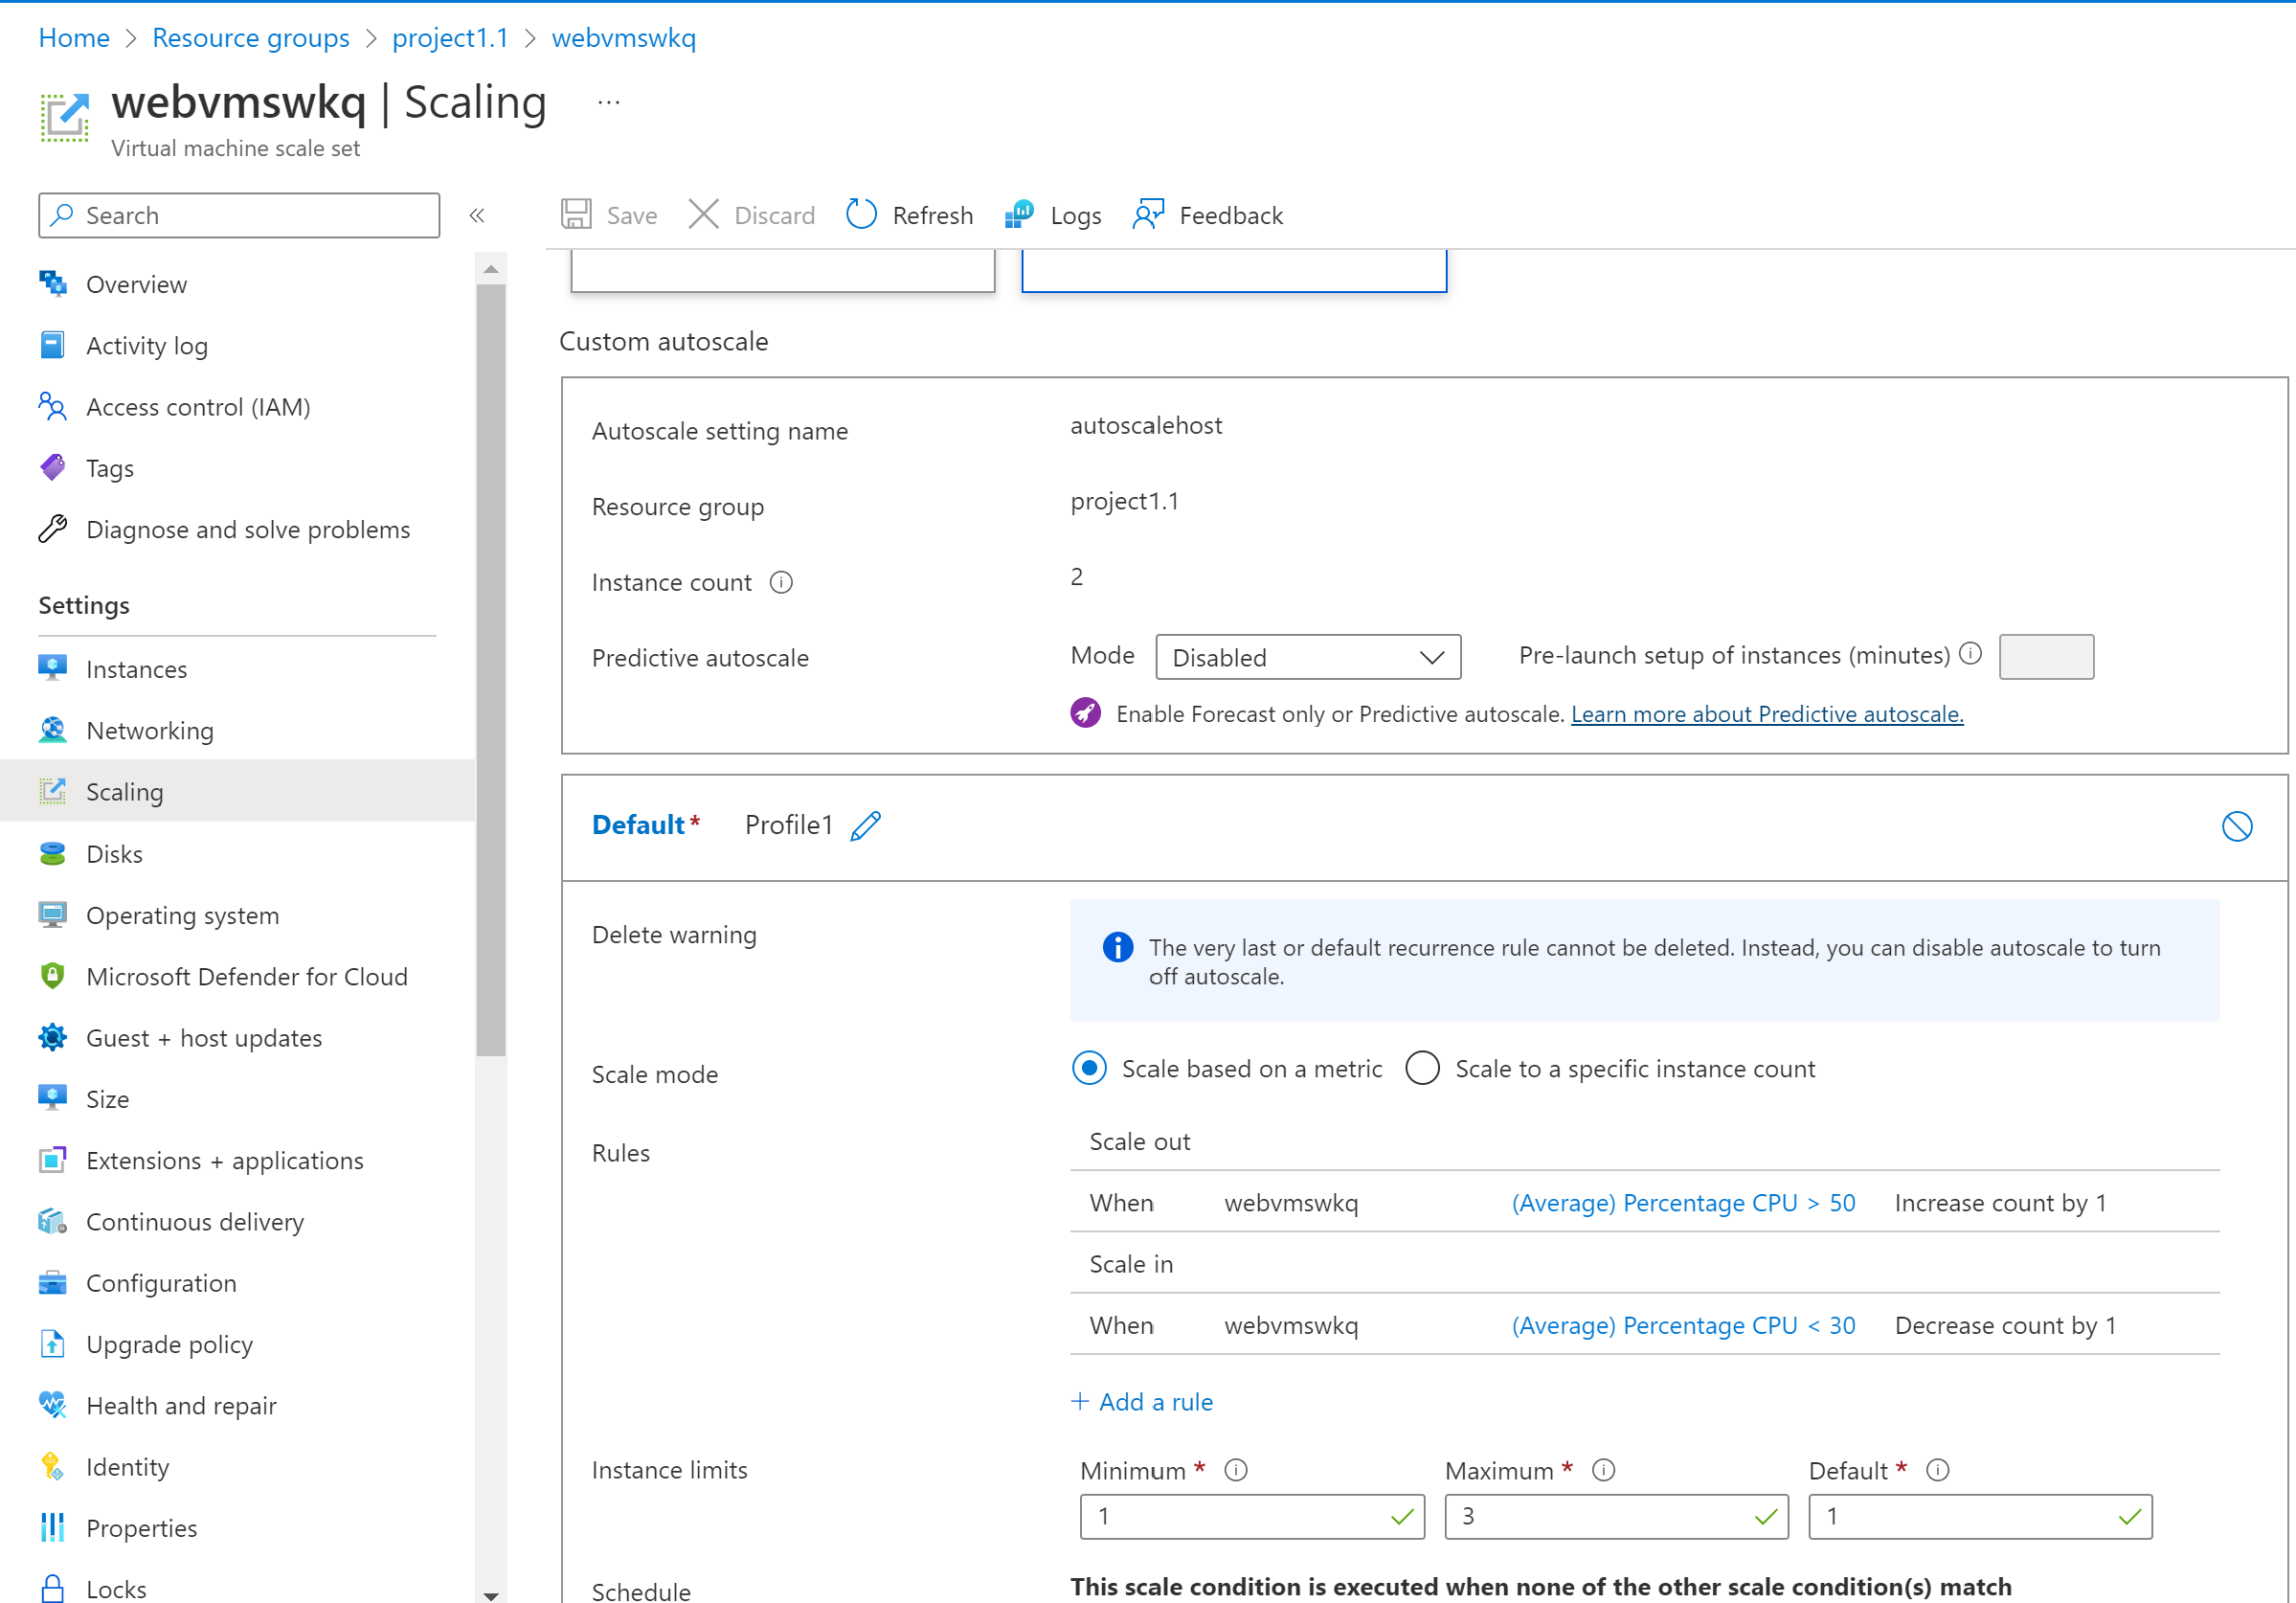 Home > Resource groups > project1.1 > webvmswkq
webvmswkq | Scaling ...
Virtual machine scale set
Search «
Save Discard Refresh Logs Feedback
Overview
Activity log
Access control (IAM)
Tags
Diagnose and solve problems
Settings
Instances
Networking
Scaling
Disks
Operating system
Microsoft Defender for Cloud
Guest + host updates
Size
Extensions + applications
Continuous delivery
Configuration
Upgrade policy
Health and repair
Identity
Properties
Locks
Custom autoscale
Autoscale setting name autoscalehost
Resource group project1.1
Instance count 2
Predictive autoscale Mode Disabled Pre-launch setup of instances (minutes)
Enable Forecast only or Predictive autoscale. Learn more about Predictive autoscale.
Default* Profile1
Delete warning
The very last or default recurrence rule cannot be deleted. Instead, you can disable autoscale to turn
off autoscale.
Scale mode Scale based on a metric Scale to a specific instance count
Rules
Scale out
When webvmswkq (Average) Percentage CPU > 50 Increase count by 1
Scale in
When webvmswkq (Average) Percentage CPU < 30 Decrease count by 1
+ Add a rule
Instance limits
Minimum * Maximum * Default *
1 3 1
Schedule This scale condition is executed when none of the other scale condition(s) match